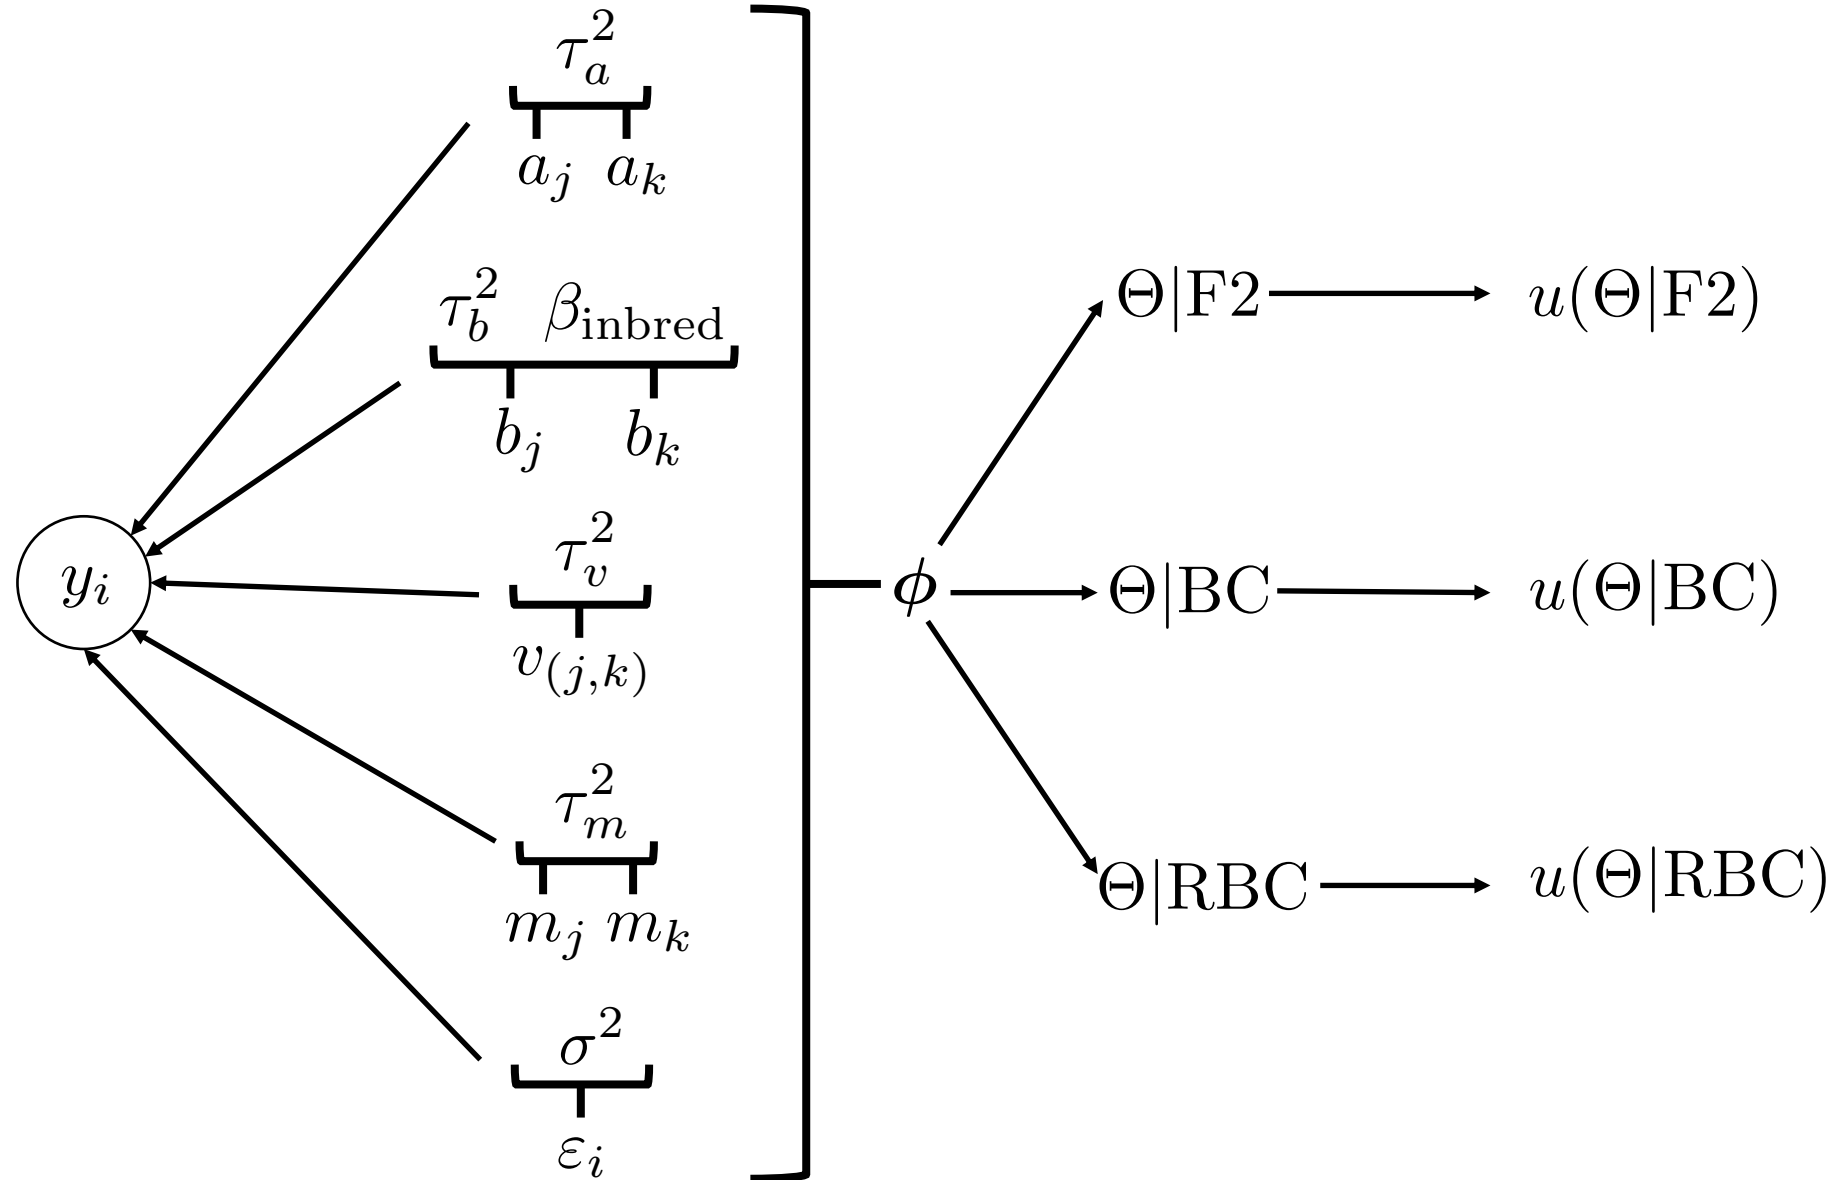 τ_a^2
a_j a_k
τ_b^2 β_inbred
b_j b_k
y_i
τ_v^2
v_(j,k)
τ_m^2
m_j m_k
σ^2
ε_i
ϕ
Θ|F2
u(Θ|F2)
Θ|BC
u(Θ|BC)
Θ|RBC
u(Θ|RBC)